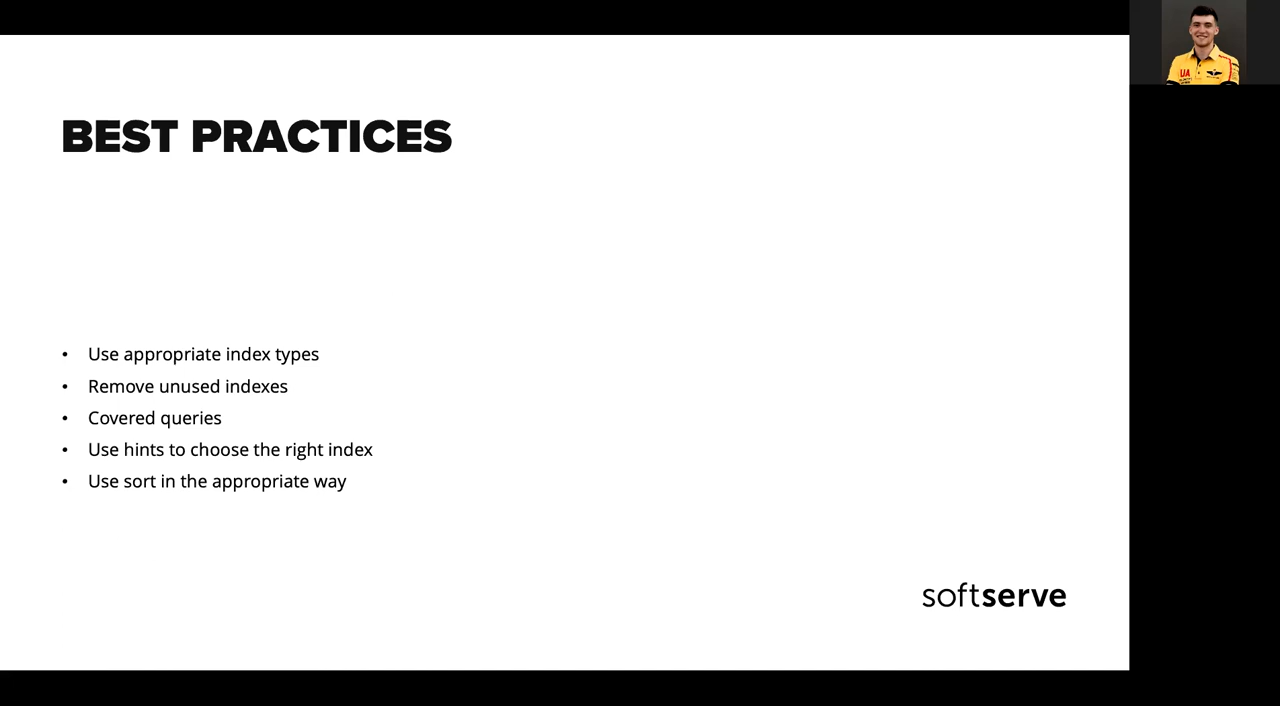 BEST PRACTICES
• Use appropriate index types
• Remove unused indexes
• Covered queries
• Use hints to choose the right index
• Use sort in the appropriate way
softserve
UA